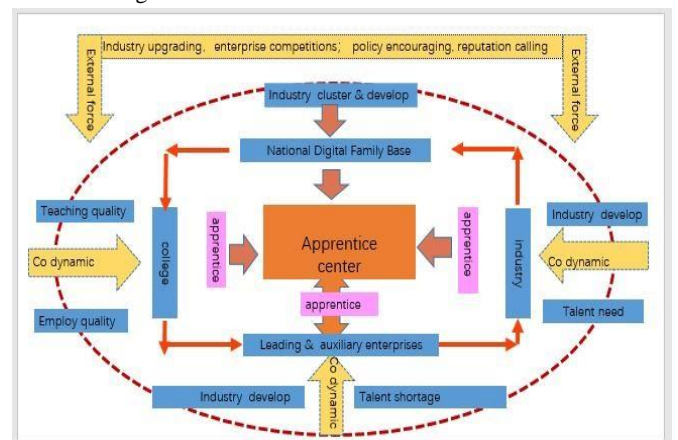 Industry upgrading, enterprise competitions; policy encouraging, reputation calling
External force
External force
Industry cluster & develop
National Digital Family Base
Teaching quality
Industry develop
college
apprentice
Apprentice
center
apprentice
industry
Co dynamic
Co dynamic
apprentice
Employ quality
Talent need
Leading & auxiliary enterprises
Co dynamic
Industry develop
Talent shortage